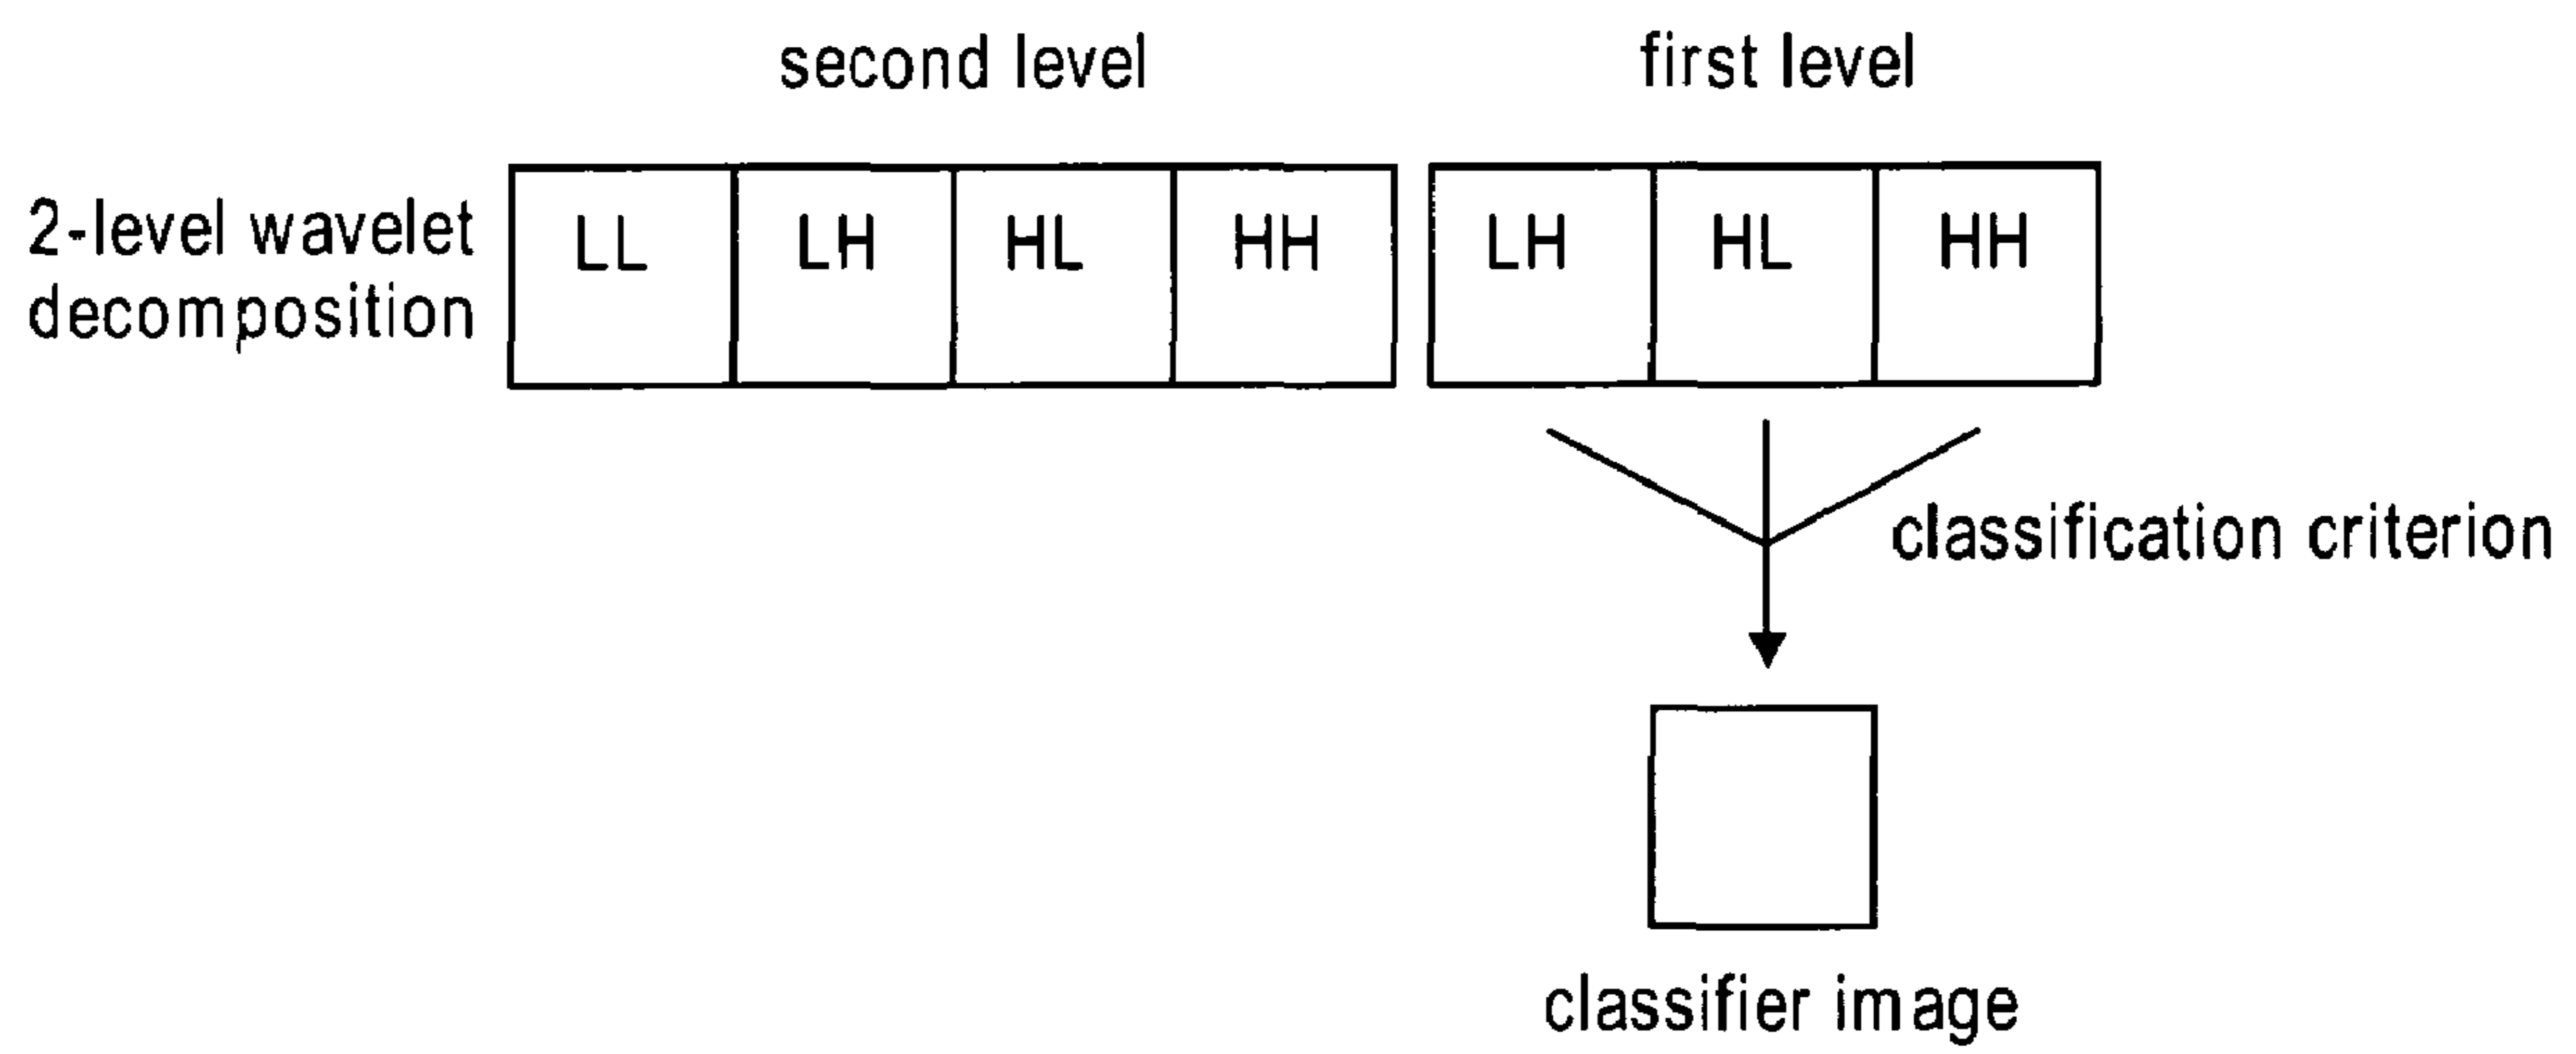 second level first level
2-level wavelet
decomposition
LL LH HL HH LH HL HH
classification criterion
classifier image